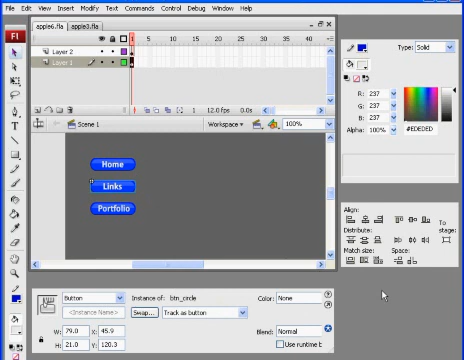 File Edit View Insert Modify Text Commands Control Debug Window Help
apple6.fla apple3.fla
Fl
1 5 10 15 20 25 30 35 40
Layer 2
Layer 1
1 12.0 fps 0.0s
Scene 1 Workspace 100%
Home
Links
Portfolio
Button Instance of: btn_circle Color: None
<Instance Name> Swap... Track as button
W: 79.0 X: 45.9 Blend: Normal
H: 21.0 Y: 120.3 Use runtime b
Type: Solid
R: 237
G: 237
B: 237
Alpha: 100% #EDEDED
Align:
Distribute:
To stage:
Match size: Space: